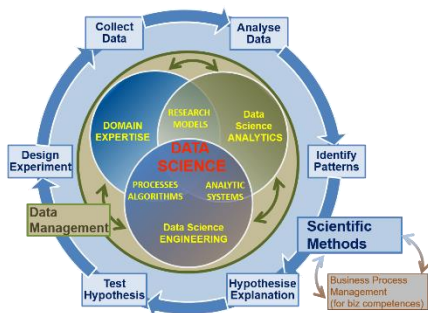 Collect
Data
Analyse
Data
RESEARCH
MODELS
DOMAIN
EXPERTISE
Data
Science
ANALYTICS
DATA
SCIENCE
Design
Experiment
Identify
Patterns
PROCESSES
ALGORITHMS
ANALYTIC
SYSTEMS
Data
Management
Data Science
ENGINEERING
Scientific
Methods
Test
Hypothesis
Hypothesise
Explanation
Business Process
Management
(for biz competences)